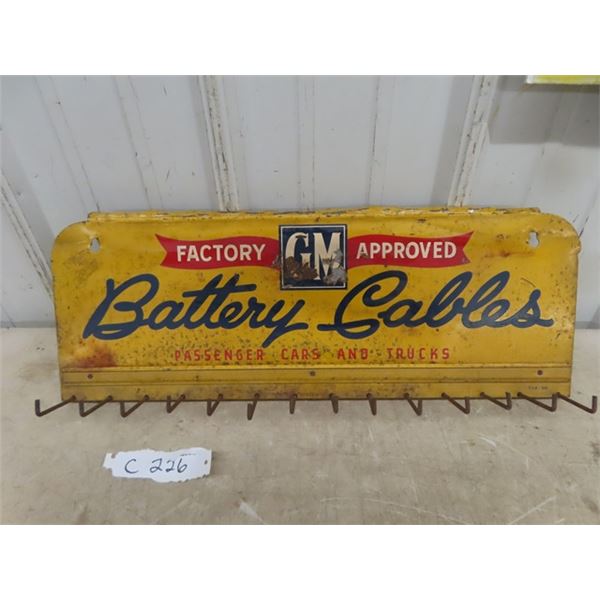 FACTORY GM APPROVED
Battery Cables
PASSENGER CARS AND TRUCKS
C 226